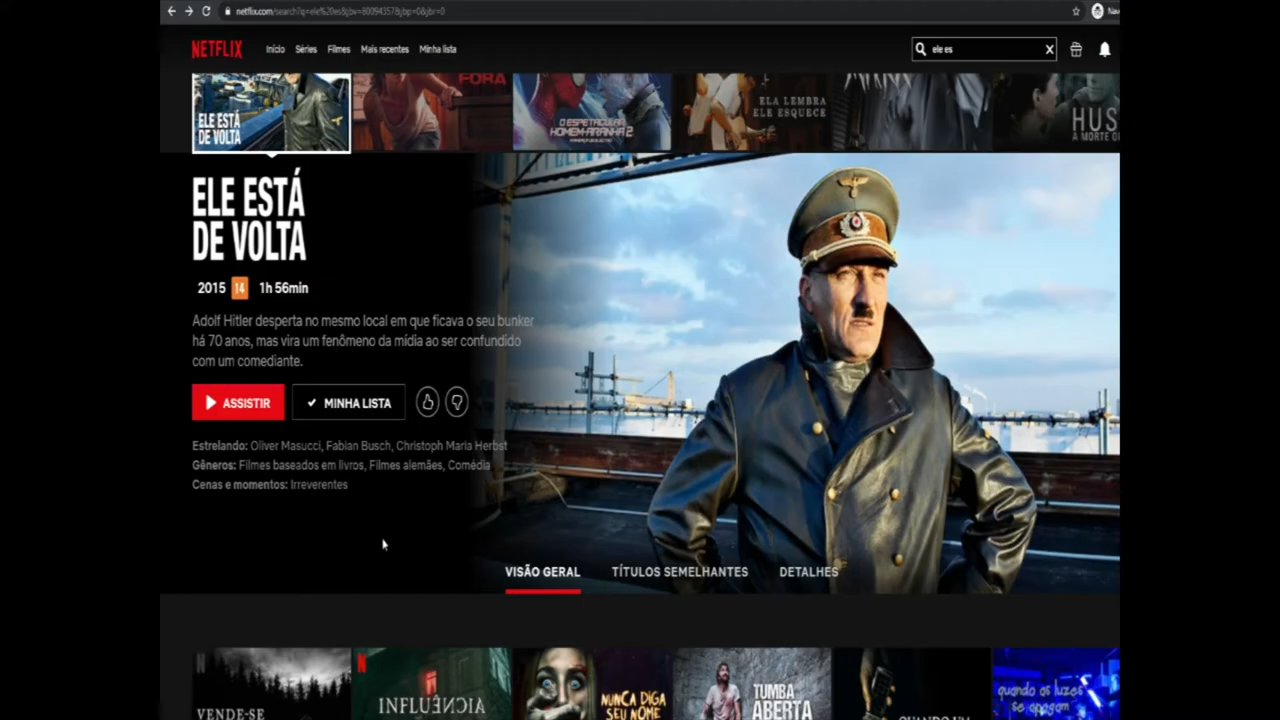 netflix.com/search?q=ele%20es&jbv=80094357&jbp=0&jbr=0
NETFLIX
Início Séries Filmes Mais recentes Minha lista
ele es
ELE ESTÁ
DE VOLTA
FORA
O ESPETACULAR
HOMEM-ARANHA 2
ELA LEMBRA
ELE ESQUECE
HUS
A MORTE
ELE ESTÁ
DE VOLTA
2015 14 1h 56min
Adolf Hitler desperta no mesmo local em que ficava o seu bunker
há 70 anos, mas vira um fenômeno da mídia ao ser confundido
com um comediante.
ASSISTIR MINHA LISTA
Estrelando: Oliver Masucci, Fabian Busch, Christoph Maria Herbst
Gêneros: Filmes baseados em livros, Filmes alemães, Comédia
Cenas e momentos: Irreverentes
VISÃO GERAL TÍTULOS SEMELHANTES DETALHES
N
VENDE-SE
N
INFLUÊNCIA
NUNCA DIGA
SEU NOME
TUMBA
ABERTA
QUANDO UM
quando as luzes
se apagam